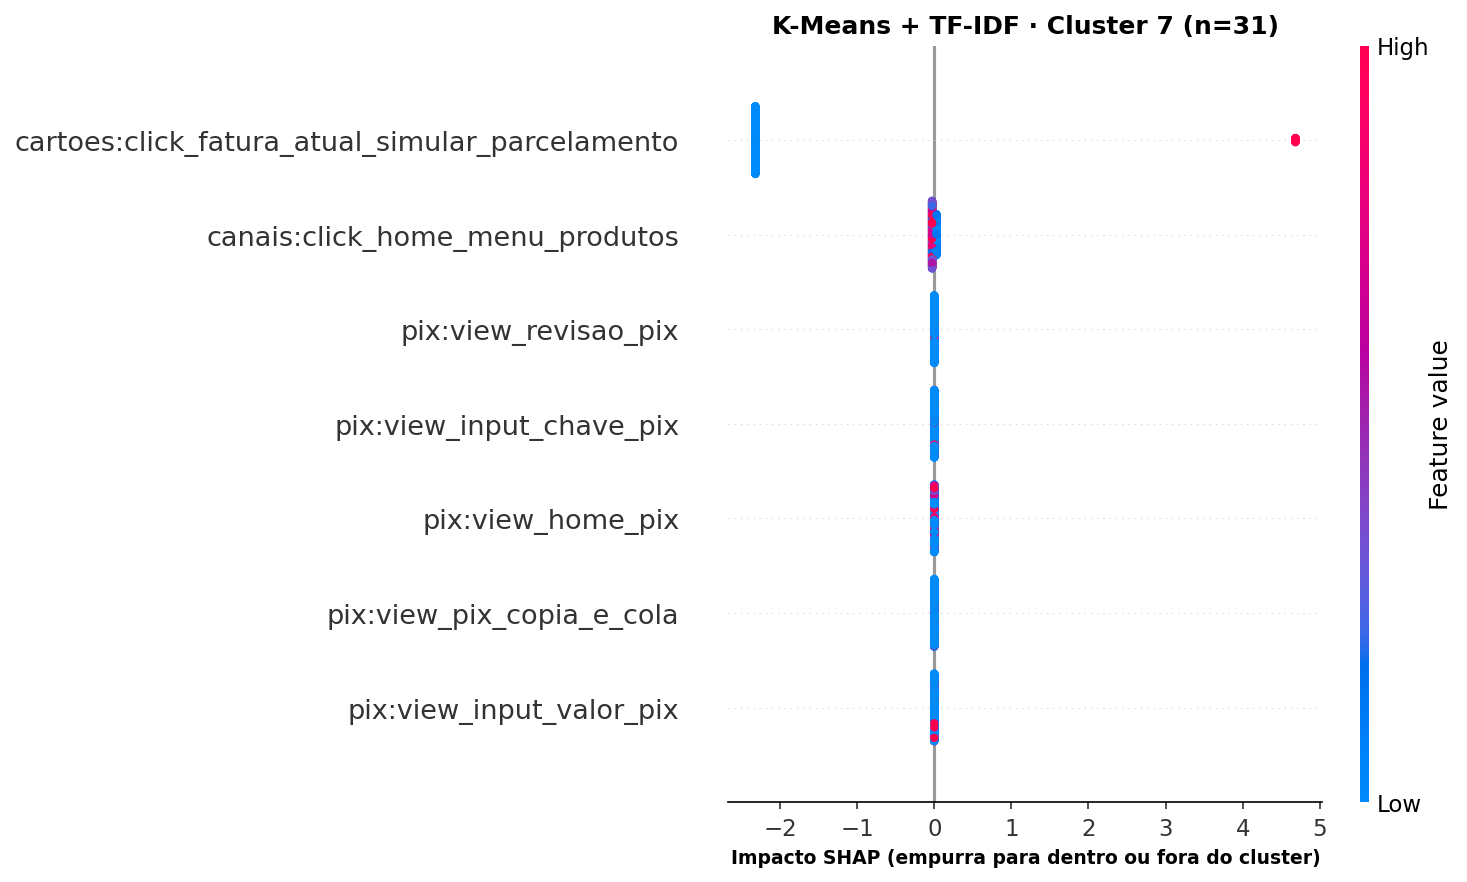 K-Means + TF-IDF · Cluster 7 (n=31)
High
cartoes:click_fatura_atual_simular_parcelamento
canais:click_home_menu_produtos
pix:view_revisao_pix
pix:view_input_chave_pix
pix:view_home_pix
pix:view_pix_copia_e_cola
pix:view_input_valor_pix
Feature value
Low
−2 −1 0 1 2 3 4 5
Impacto SHAP (empurra para dentro ou fora do cluster)